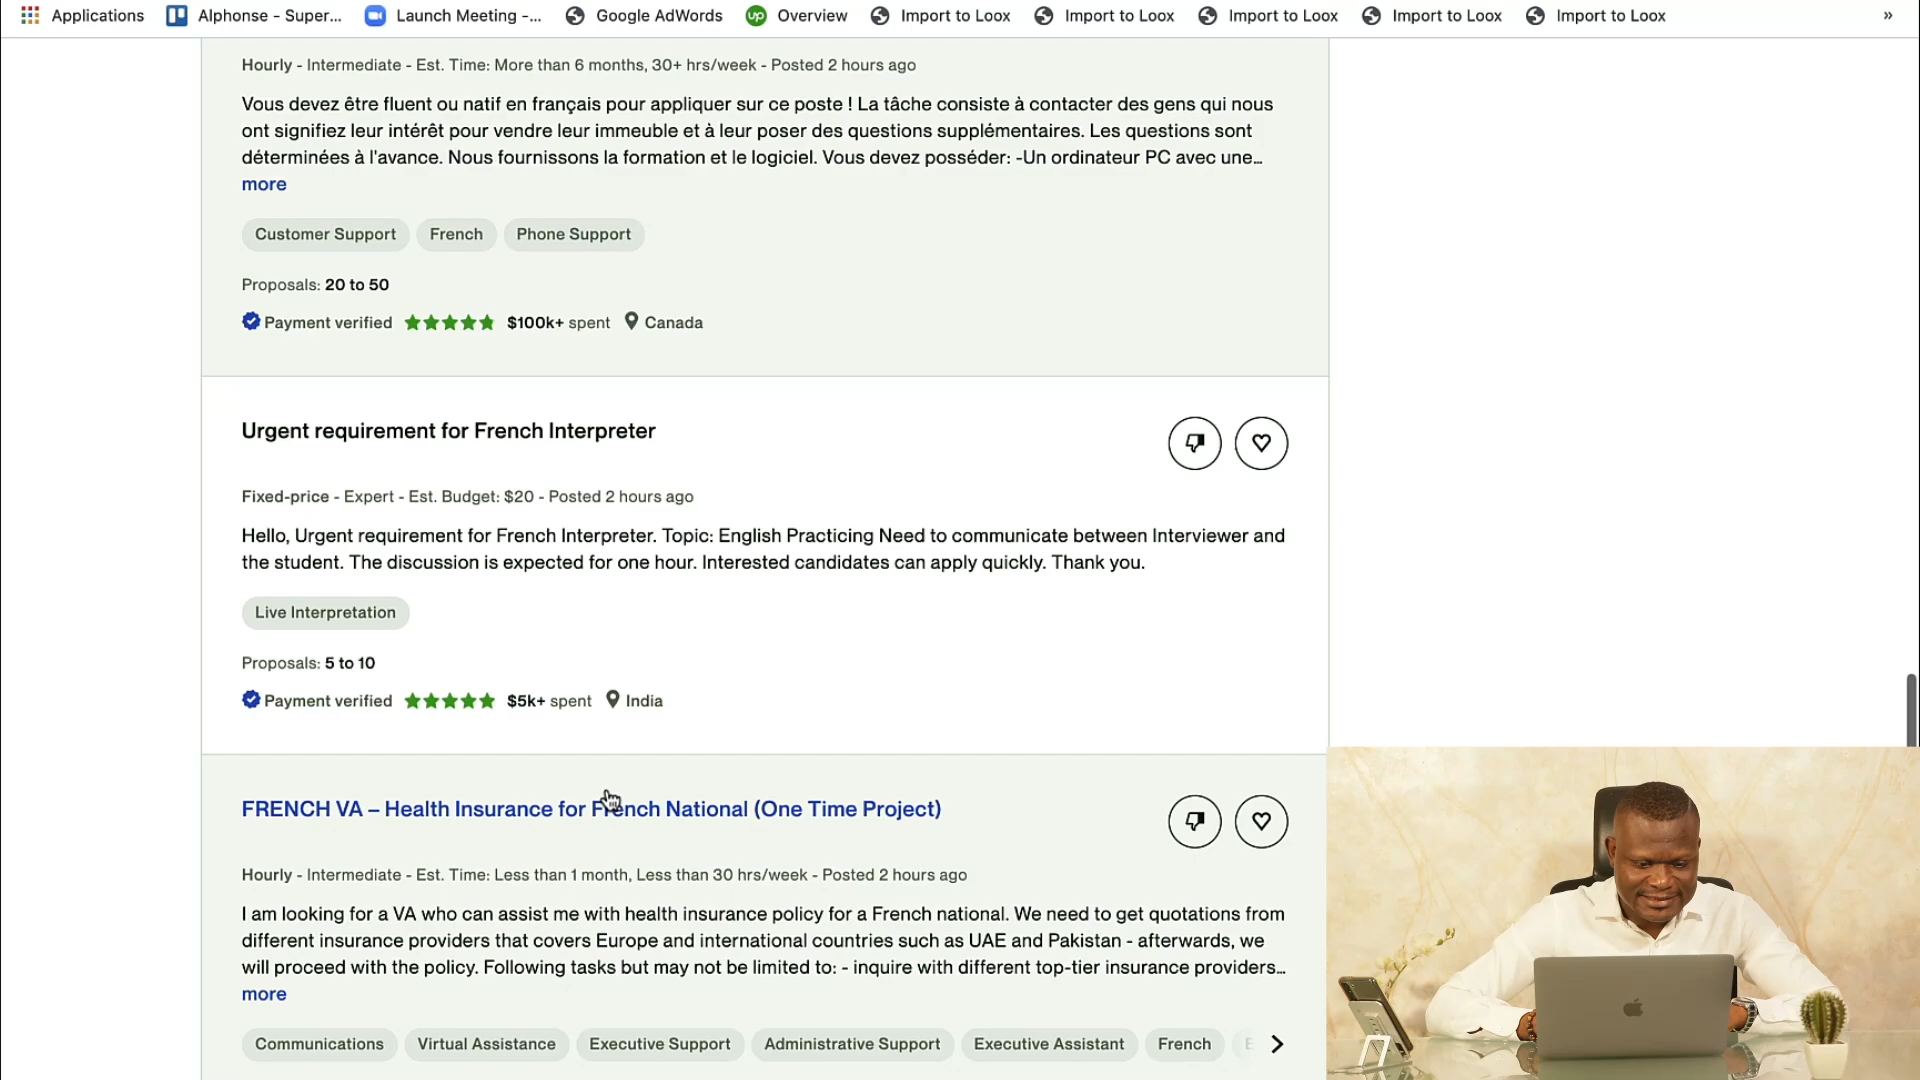 Applications Alphonse - Super... Launch Meeting -... Google AdWords up Overview Import to Loox Import to Loox Import to Loox Import to Loox Import to Loox »
Hourly - Intermediate - Est. Time: More than 6 months, 30+ hrs/week - Posted 2 hours ago
Vous devez être fluent ou natif en français pour appliquer sur ce poste ! La tâche consiste à contacter des gens qui nous
ont signifiez leur intérêt pour vendre leur immeuble et à leur poser des questions supplémentaires. Les questions sont
déterminées à l'avance. Nous fournissons la formation et le logiciel. Vous devez posséder: -Un ordinateur PC avec une…
more
Customer Support French Phone Support
Proposals: 20 to 50
Payment verified $100k+ spent Canada
Urgent requirement for French Interpreter
Fixed-price - Expert - Est. Budget: $20 - Posted 2 hours ago
Hello, Urgent requirement for French Interpreter. Topic: English Practicing Need to communicate between Interviewer and
the student. The discussion is expected for one hour. Interested candidates can apply quickly. Thank you.
Live Interpretation
Proposals: 5 to 10
Payment verified $5k+ spent India
FRENCH VA – Health Insurance for French National (One Time Project)
Hourly - Intermediate - Est. Time: Less than 1 month, Less than 30 hrs/week - Posted 2 hours ago
I am looking for a VA who can assist me with health insurance policy for a French national. We need to get quotations from
different insurance providers that covers Europe and international countries such as UAE and Pakistan - afterwards, we
will proceed with the policy. Following tasks but may not be limited to: - inquire with different top-tier insurance providers…
more
Communications Virtual Assistance Executive Support Administrative Support Executive Assistant French E